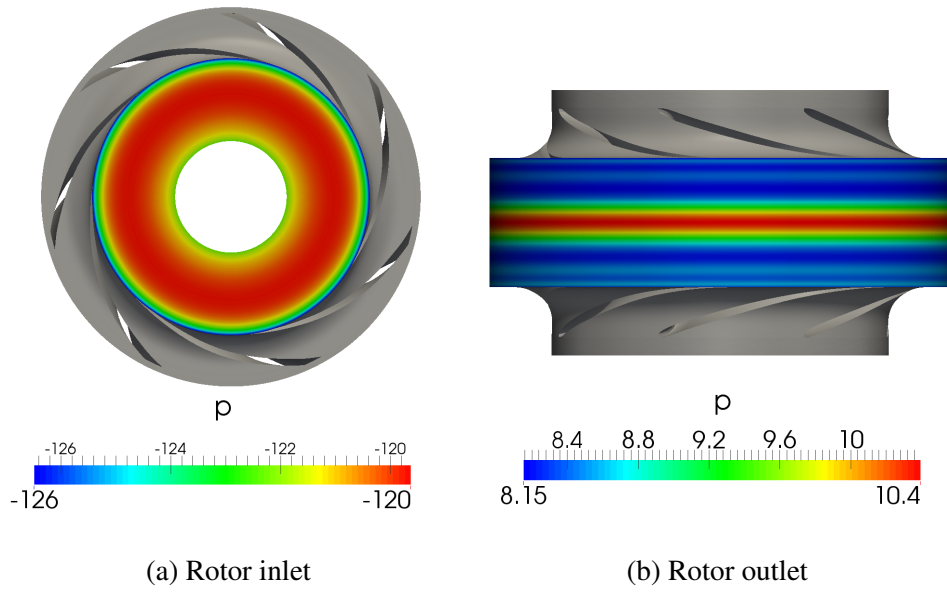 p
-126 -124 -122 -120
-126 -120
(a) Rotor inlet
p
8.4 8.8 9.2 9.6 10
8.15 10.4
(b) Rotor outlet